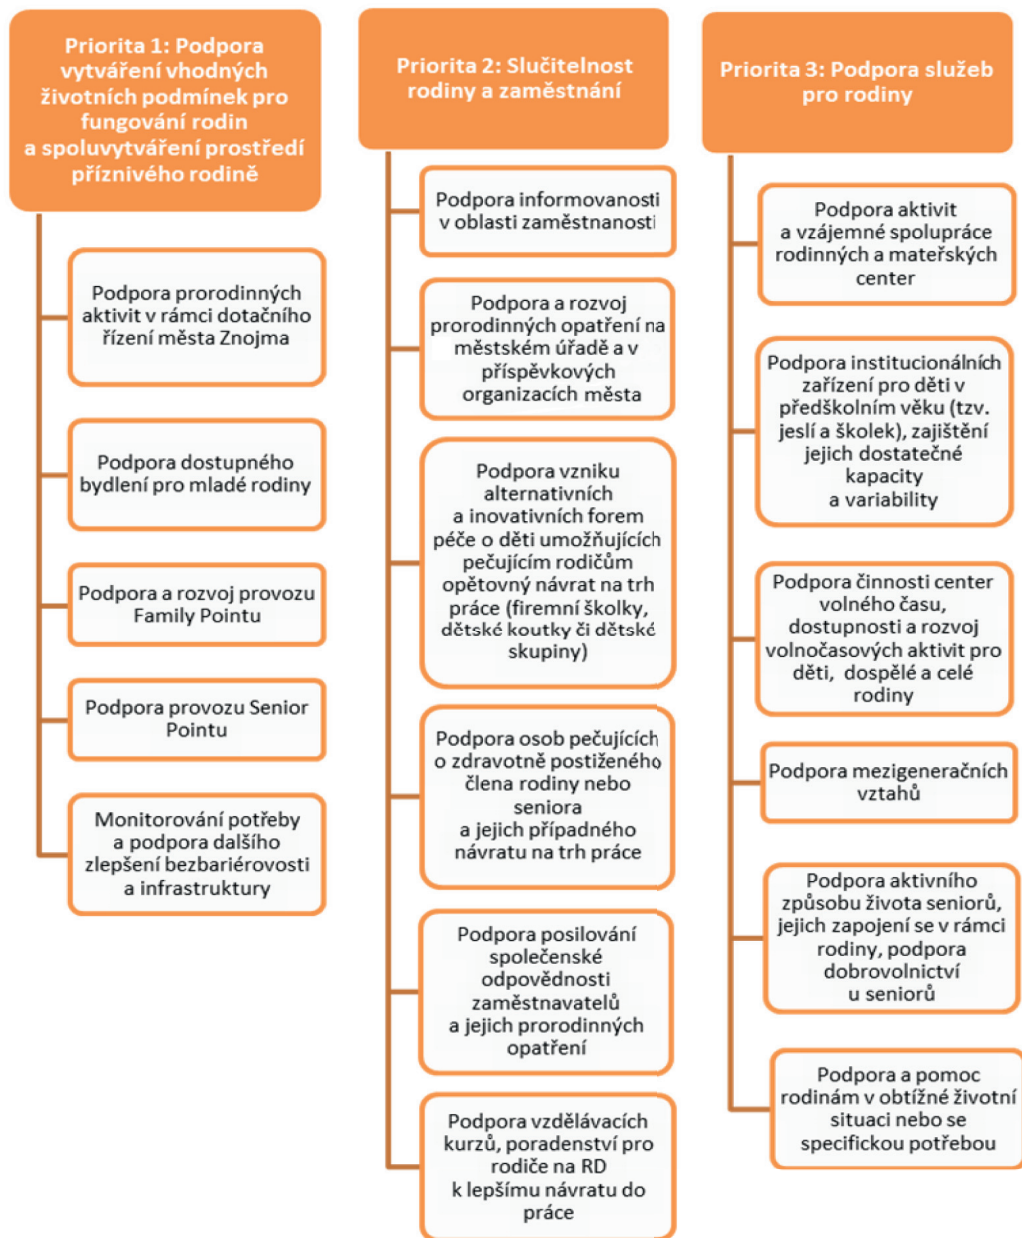 Priorita 1: Podpora
vytváření vhodných
životních podmínek pro
fungování rodin
a spoluvytváření prostředí
příznivého rodině
Podpora prorodinných
aktivit v rámci dotačního
řízení města Znojma
Podpora dostupného
bydlení pro mladé rodiny
Podpora a rozvoj provozu
Family Pointu
Podpora provozu Senior
Pointu
Monitorování potřeby
a podpora dalšího
zlepšení bezbariérovosti
a infrastruktury
Priorita 2: Slučitelnost
rodiny a zaměstnání
Podpora informovanosti
v oblasti zaměstnanosti
Podpora a rozvoj
prorodinných opatření na
městském úřadě a v
příspěvkových
organizacích města
Podpora vzniku
alternativních
a inovativních forem
péče o děti umožňujících
pečujícím rodičům
opětovný návrat na trh
práce (firemní školky,
dětské koutky či dětské
skupiny)
Podpora osob pečujících
o zdravotně postiženého
člena rodiny nebo
seniora
a jejich případného
návratu na trh práce
Podpora posilování
společenské
odpovědnosti
zaměstnavatelů
a jejich prorodinných
opatření
Podpora vzdělávacích
kurzů, poradenství pro
rodiče na RD
k lepšímu návratu do
práce
Priorita 3: Podpora služeb
pro rodiny
Podpora aktivit
a vzájemné spolupráce
rodinných a mateřských
center
Podpora institucionálních
zařízení pro děti v
předškolním věku (tzv.
jeslí a školek), zajištění
jejich dostatečné
kapacity
a variability
Podpora činnosti center
volného času,
dostupnosti a rozvoj
volnočasových aktivit pro
děti, dospělé a celé
rodiny
Podpora mezigeneračních
vztahů
Podpora aktivního
způsobu života seniorů,
jejich zapojení se v rámci
rodiny, podpora
dobrovolnictví
u seniorů
Podpora a pomoc
rodinám v obtížné životní
situaci nebo se
specifickou potřebou